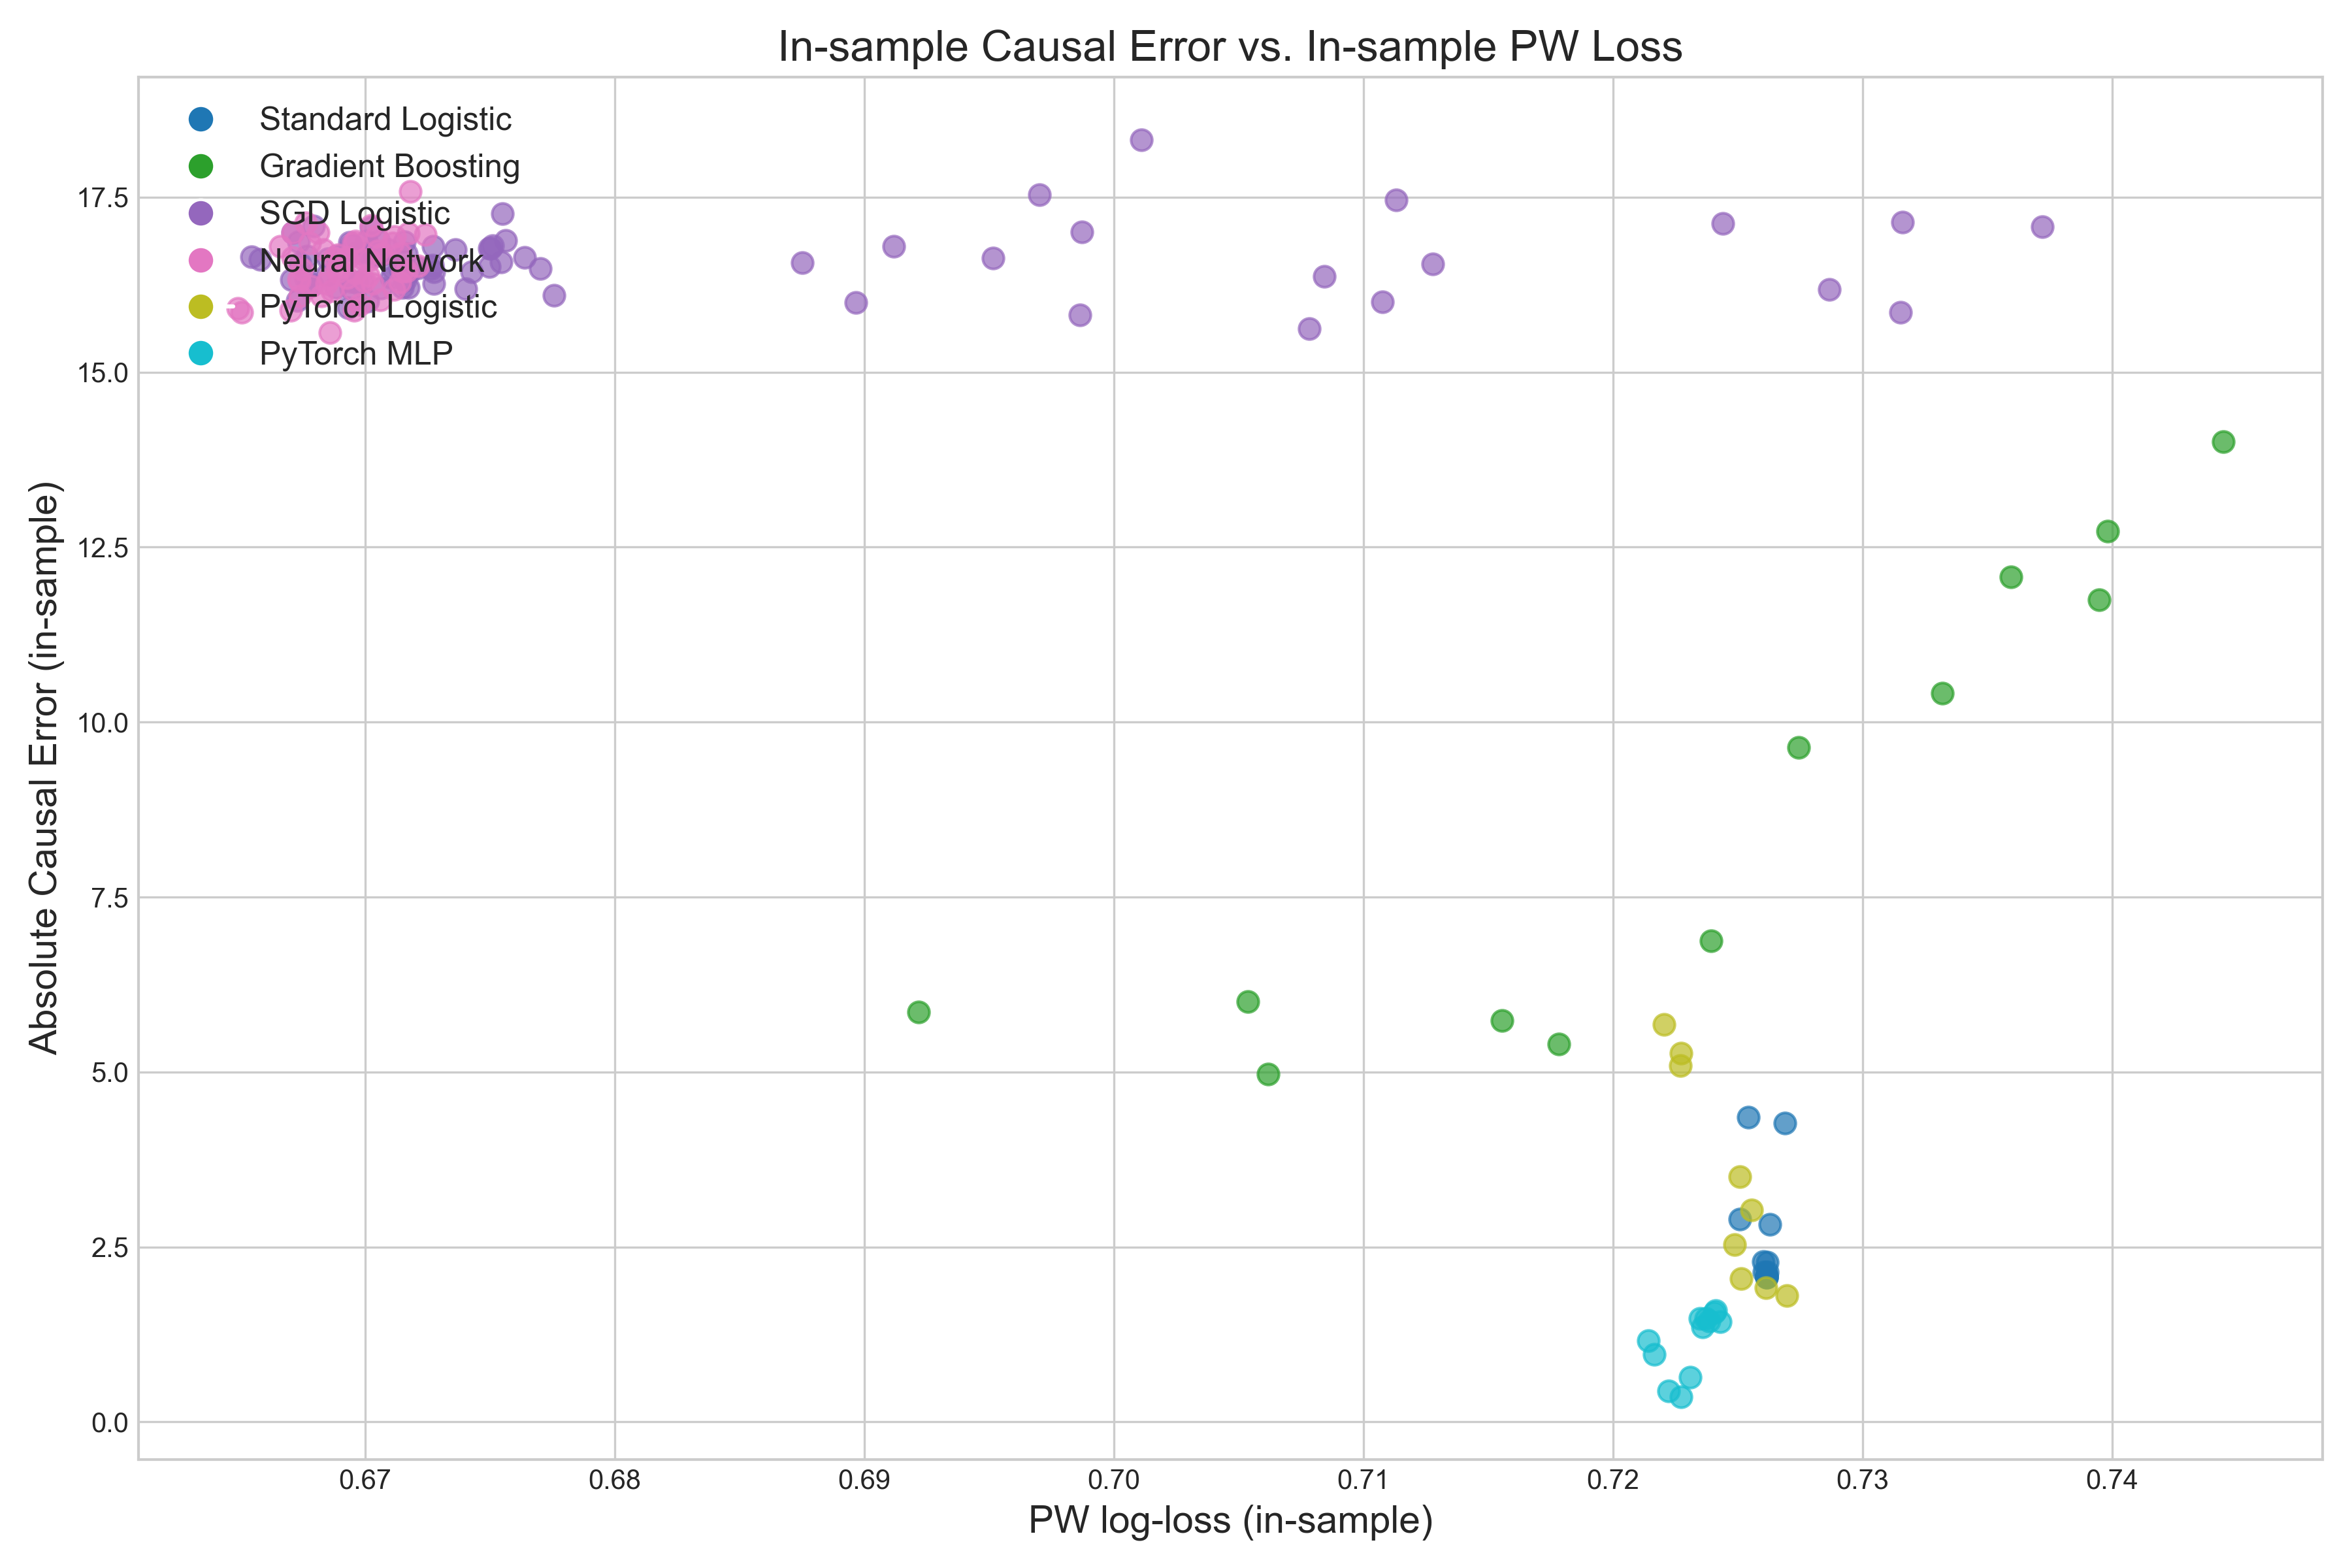 In-sample Causal Error vs. In-sample PW Loss
Standard Logistic
Gradient Boosting
SGD Logistic
Neural Network
PyTorch Logistic
PyTorch MLP
Absolute Causal Error (in-sample)
17.5
15.0
12.5
10.0
7.5
5.0
2.5
0.0
0.67 0.68 0.69 0.70 0.71 0.72 0.73 0.74
PW log-loss (in-sample)